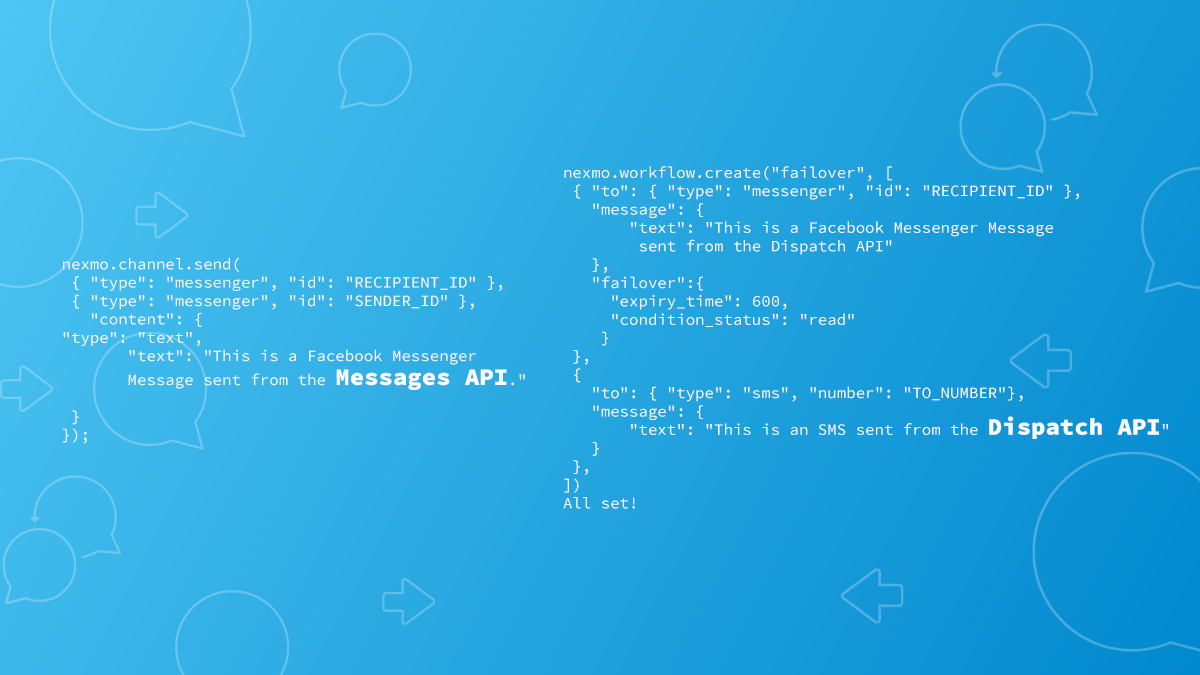 nexmo.channel.send(
{ "type": "messenger", "id": "RECIPIENT_ID" },
{ "type": "messenger", "id": "SENDER_ID" },
"content": {
"type": "text",
"text": "This is a Facebook Messenger
Message sent from the Messages API."
}
});
nexmo.workflow.create("failover", [
{ "to": { "type": "messenger", "id": "RECIPIENT_ID" },
"message": {
"text": "This is a Facebook Messenger Message
sent from the Dispatch API"
},
"failover":{
"expiry_time": 600,
"condition_status": "read"
}
},
{
"to": { "type": "sms", "number": "TO_NUMBER"},
"message": {
"text": "This is an SMS sent from the Dispatch API"
}
},
])
All set!